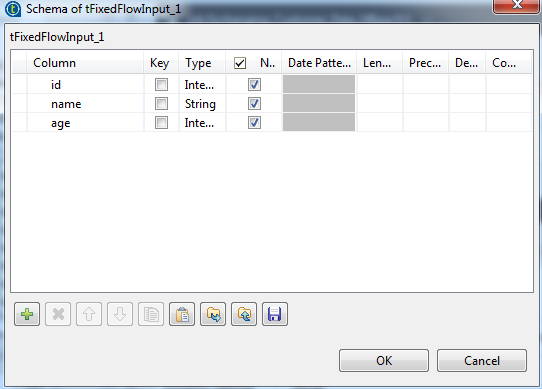 Schema of tFixedFlowInput_1
tFixedFlowInput_1
Column Key Type N.. Date Patte... Len... Prec... De... Co...
id Inte...
name String
age Inte...
OK Cancel